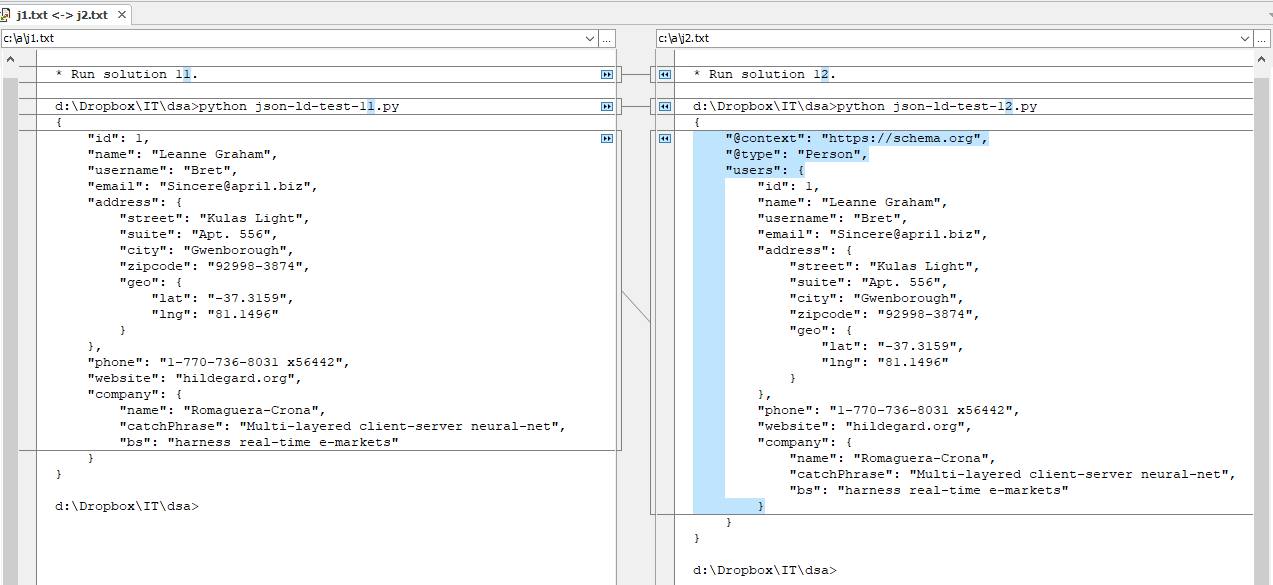 j1.txt <-> j2.txt
c:\a\j1.txt
...
* Run solution 11.
d:\Dropbox\IT\dsa>python json-ld-test-11.py
{
    "id": 1,
    "name": "Leanne Graham",
    "username": "Bret",
    "email": "Sincere@april.biz",
    "address": {
        "street": "Kulas Light",
        "suite": "Apt. 556",
        "city": "Gwenborough",
        "zipcode": "92998-3874",
        "geo": {
            "lat": "-37.3159",
            "lng": "81.1496"
        }
    },
    "phone": "1-770-736-8031 x56442",
    "website": "hildegard.org",
    "company": {
        "name": "Romaguera-Crona",
        "catchPhrase": "Multi-layered client-server neural-net",
        "bs": "harness real-time e-markets"
    }
}
d:\Dropbox\IT\dsa>
c:\a\j2.txt
...
* Run solution 12.
d:\Dropbox\IT\dsa>python json-ld-test-12.py
{
    "@context": "https://schema.org",
    "@type": "Person",
    "users": {
        "id": 1,
        "name": "Leanne Graham",
        "username": "Bret",
        "email": "Sincere@april.biz",
        "address": {
            "street": "Kulas Light",
            "suite": "Apt. 556",
            "city": "Gwenborough",
            "zipcode": "92998-3874",
            "geo": {
                "lat": "-37.3159",
                "lng": "81.1496"
            }
        },
        "phone": "1-770-736-8031 x56442",
        "website": "hildegard.org",
        "company": {
            "name": "Romaguera-Crona",
            "catchPhrase": "Multi-layered client-server neural-net",
            "bs": "harness real-time e-markets"
        }
    }
}
d:\Dropbox\IT\dsa>